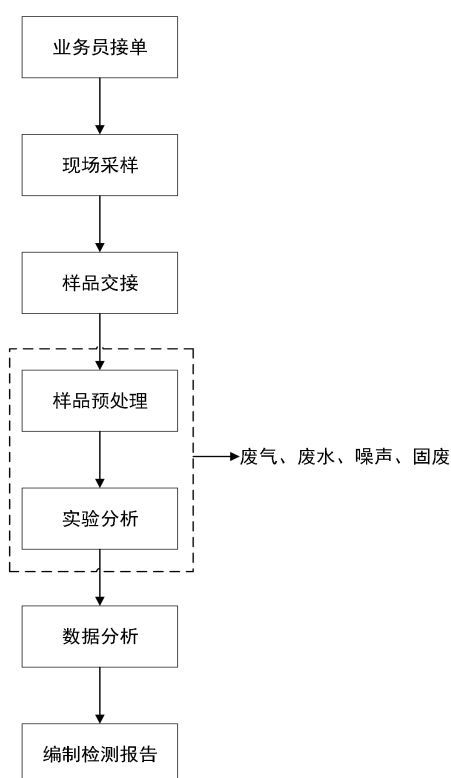 业务员接单
现场采样
样品交接
样品预处理
废气、废水、噪声、固废
实验分析
数据分析
编制检测报告